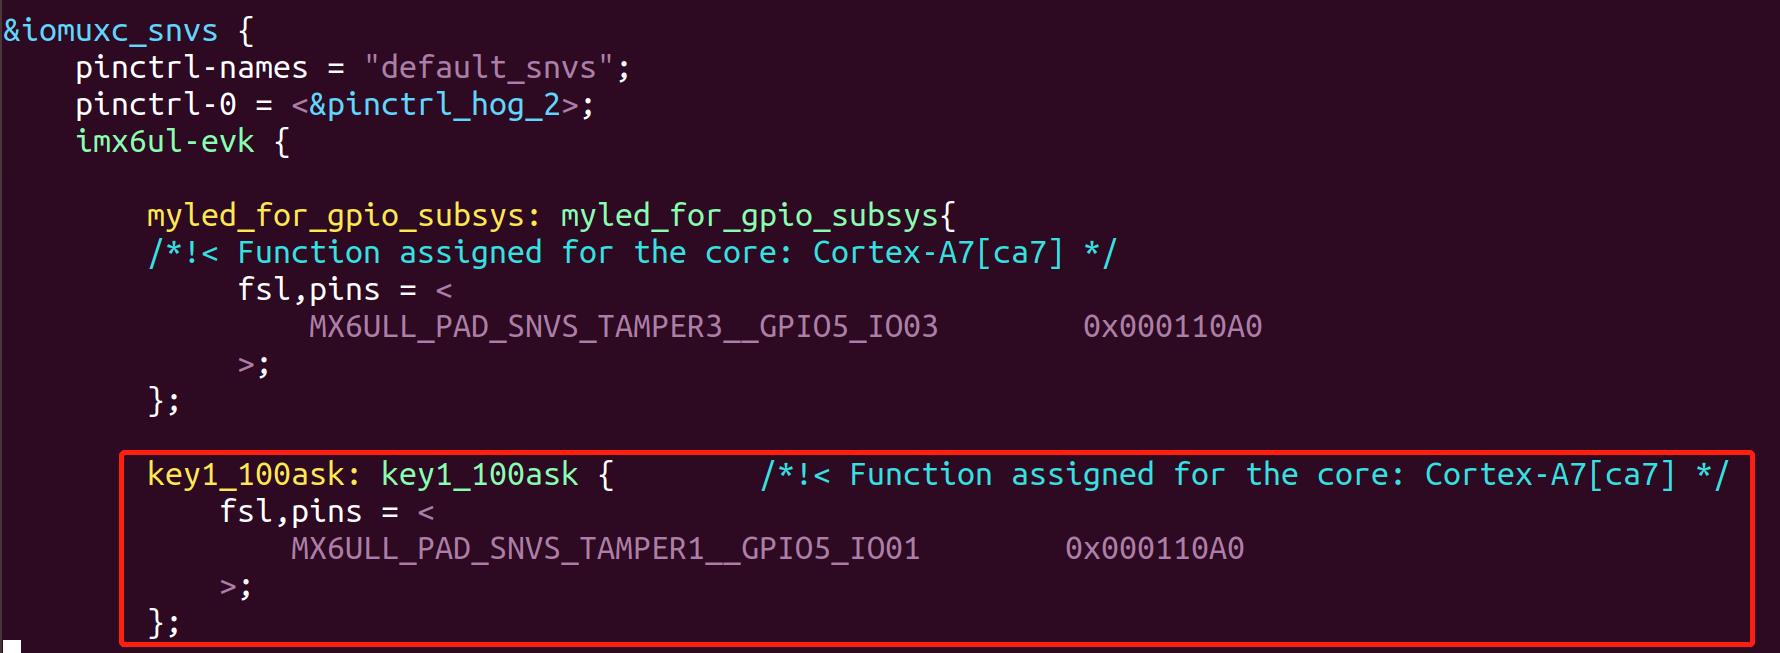 &iomuxc_snvs {
    pinctrl-names = "default_snvs";
    pinctrl-0 = <&pinctrl_hog_2>;
    imx6ul-evk {
        myled_for_gpio_subsys: myled_for_gpio_subsys{
        /*!< Function assigned for the core: Cortex-A7[ca7] */
             fsl,pins = <
                 MX6ULL_PAD_SNVS_TAMPER3__GPIO5_IO03        0x000110A0
             >;
        };
        key1_100ask: key1_100ask {        /*!< Function assigned for the core: Cortex-A7[ca7] */
            fsl,pins = <
                MX6ULL_PAD_SNVS_TAMPER1__GPIO5_IO01        0x000110A0
            >;
        };